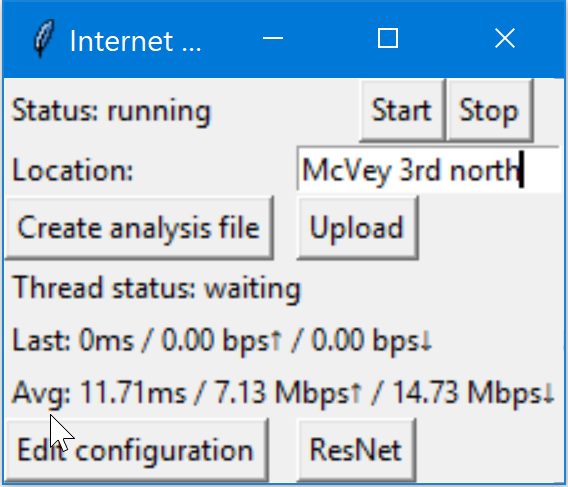 Internet ...
Status: running Start Stop
Location: McVey 3rd north
Create analysis file Upload
Thread status: waiting
Last: 0ms / 0.00 bps↑ / 0.00 bps↓
Avg: 11.71ms / 7.13 Mbps↑ / 14.73 Mbps↓
Edit configuration ResNet